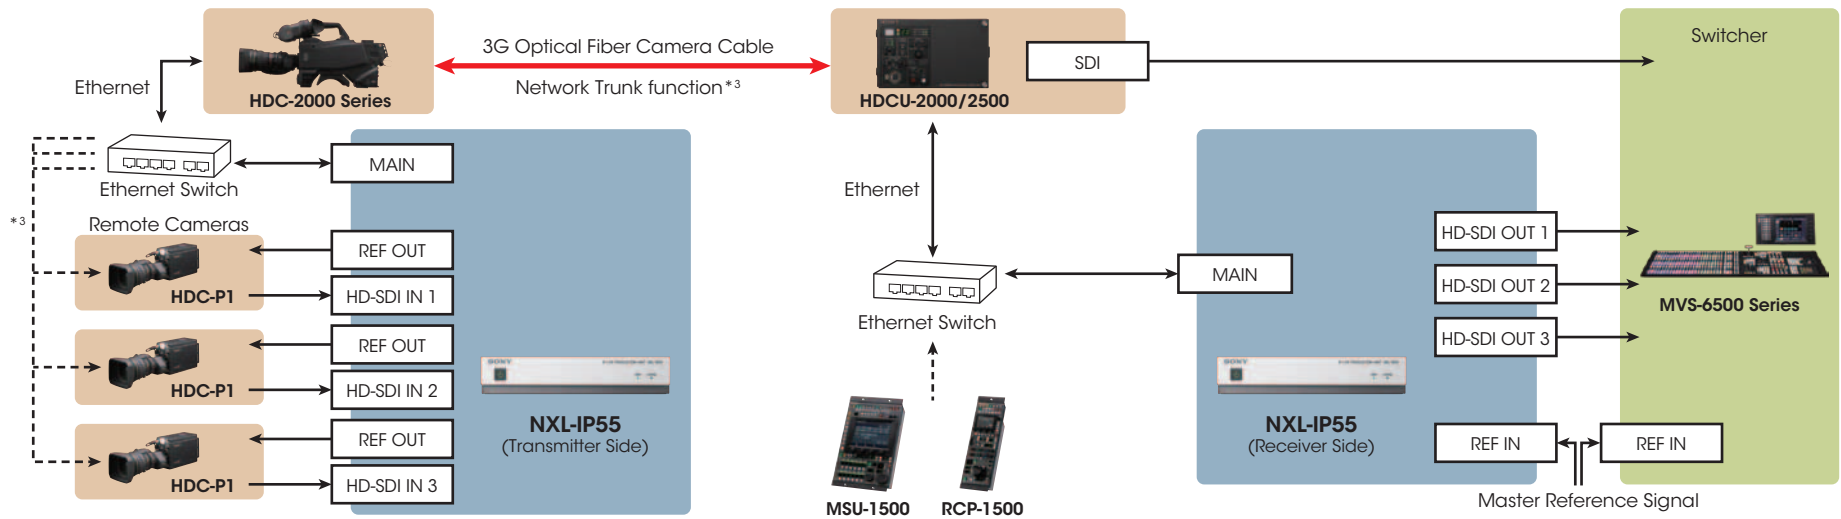 3G Optical Fiber Camera Cable
Network Trunk function*3
Ethernet
HDC-2000 Series
HDCU-2000/2500
SDI
Switcher
Ethernet Switch
MAIN
*3
Remote Cameras
REF OUT
HDC-P1
HD-SDI IN 1
REF OUT
HDC-P1
HD-SDI IN 2
REF OUT
HDC-P1
HD-SDI IN 3
SONY
NXL-IP55
(Transmitter Side)
Ethernet
Ethernet Switch
MSU-1500
RCP-1500
MAIN
SONY
NXL-IP55
(Receiver Side)
HD-SDI OUT 1
HD-SDI OUT 2
HD-SDI OUT 3
MVS-6500 Series
REF IN
REF IN
Master Reference Signal